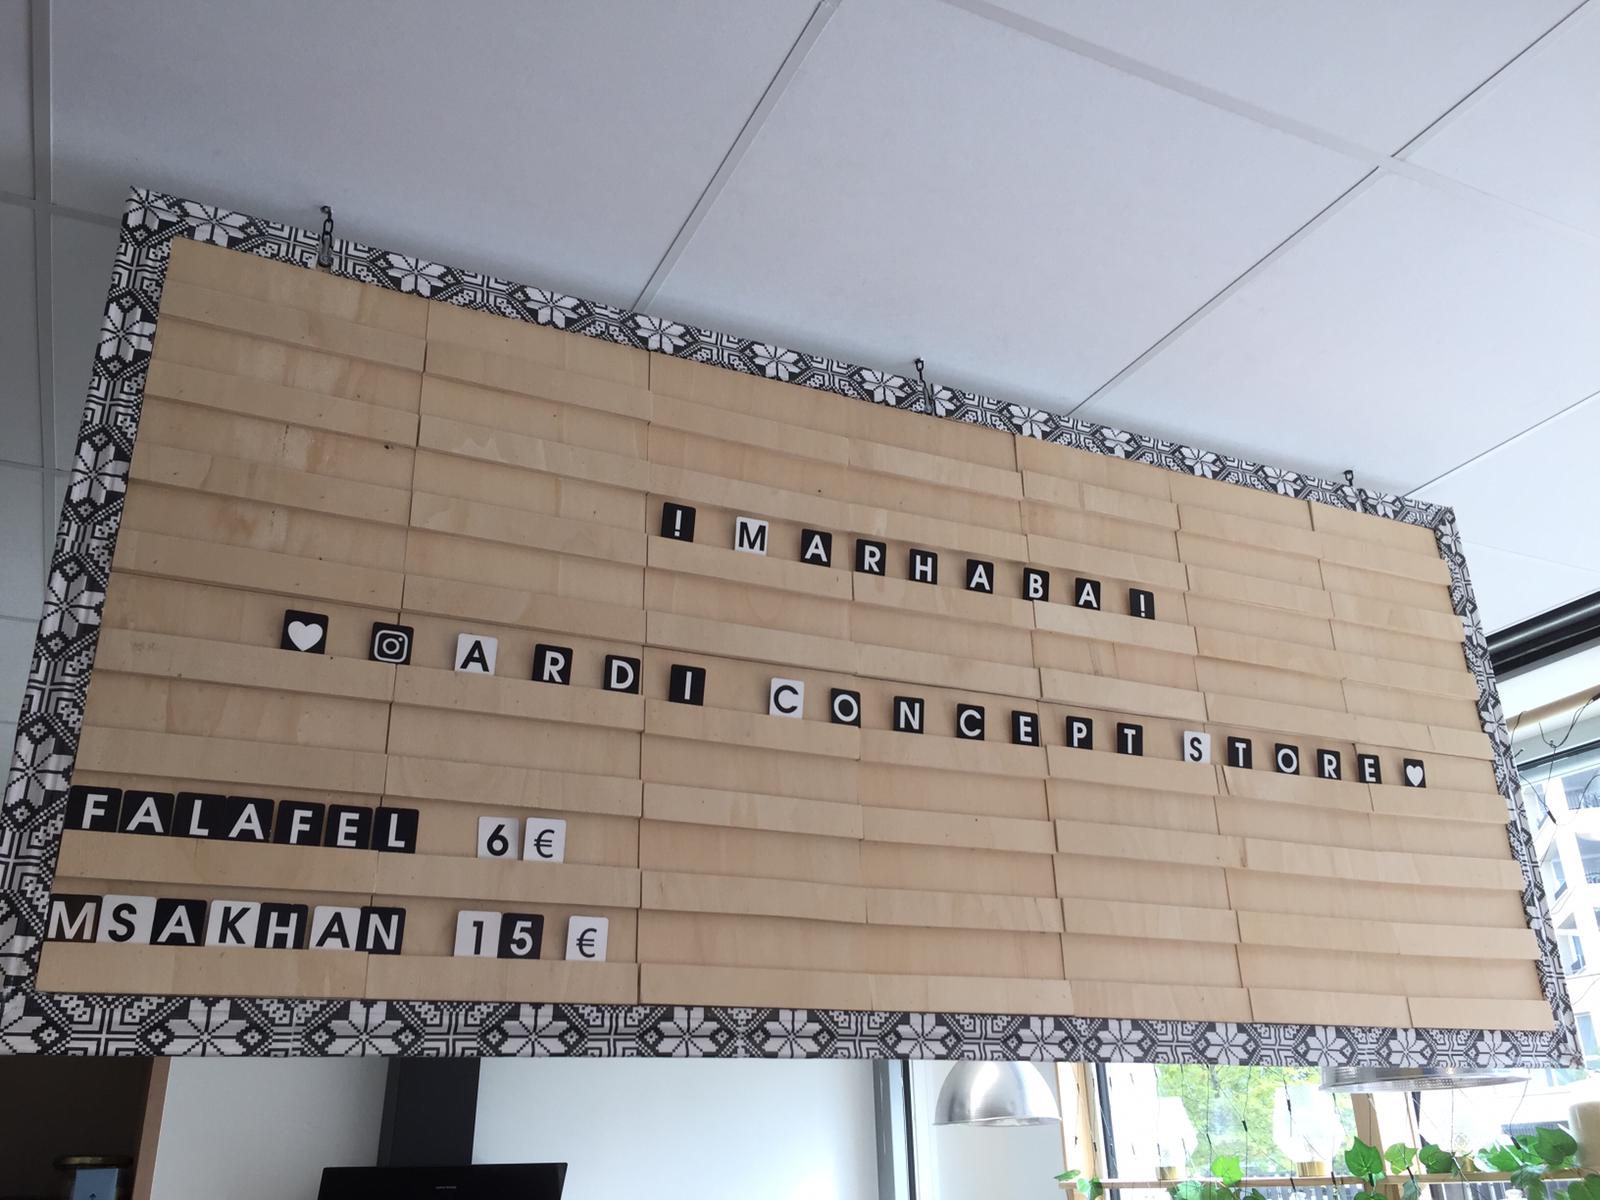 ! MARHABA !
♥ ARDI CONCEPT STORE ♥
FALAFEL 6€
MSAKHAN 15 €